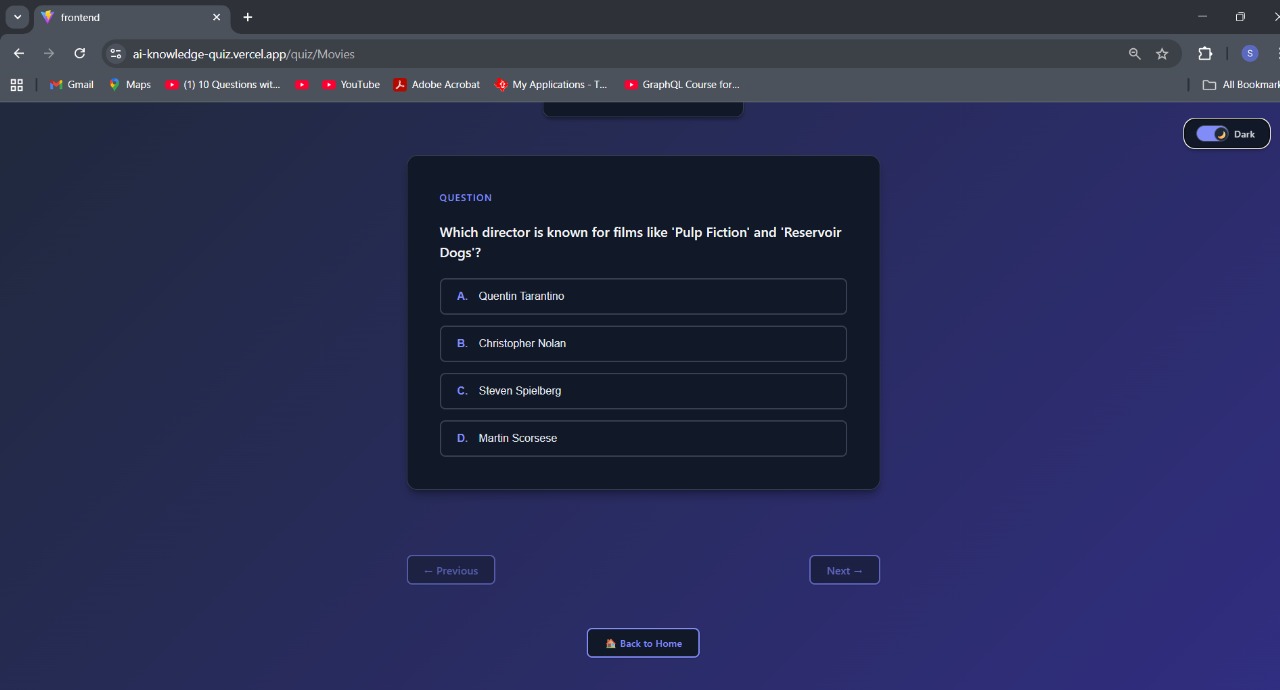 frontend
ai-knowledge-quiz.vercel.app/quiz/Movies
S
Gmail
Maps
(1) 10 Questions wit...
YouTube
Adobe Acrobat
My Applications - T...
GraphQL Course for...
All Bookmark
Dark
QUESTION
Which director is known for films like 'Pulp Fiction' and 'Reservoir
Dogs'?
A. Quentin Tarantino
B. Christopher Nolan
C. Steven Spielberg
D. Martin Scorsese
← Previous
Next →
Back to Home